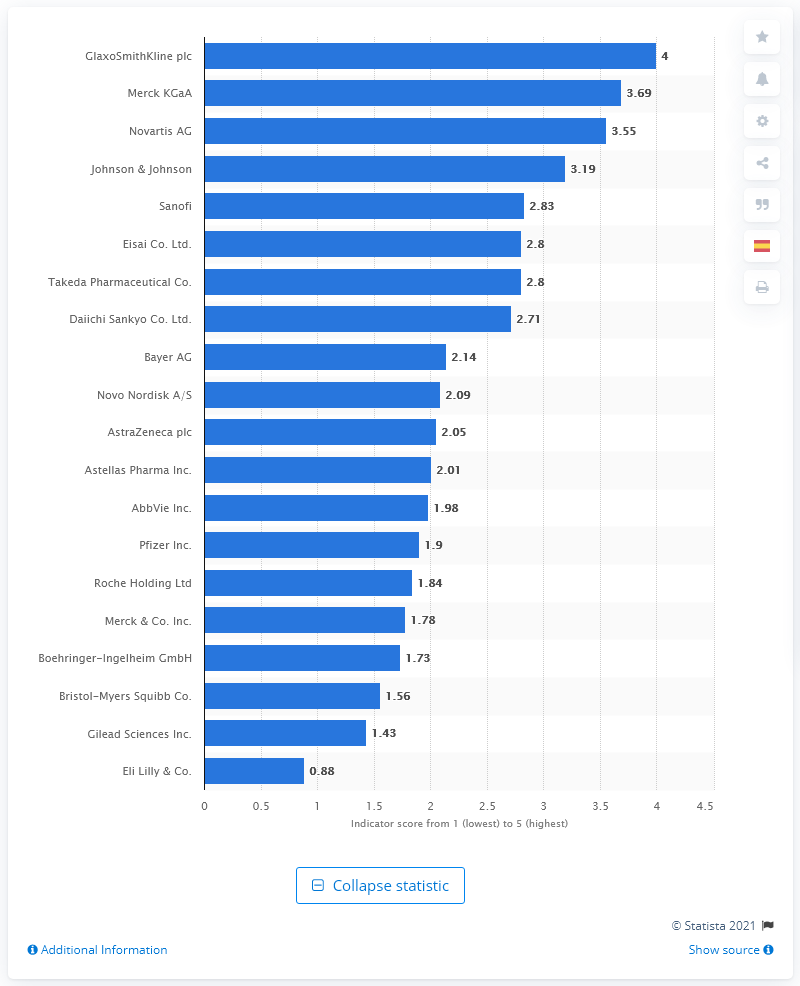 GlaxoSmithKline plc 4
Merck KGaA 3.69
Novartis AG 3.55
Johnson & Johnson 3.19
Sanofi 2.83
Eisai Co. Ltd. 2.8
Takeda Pharmaceutical Co. 2.8
Daiichi Sankyo Co. Ltd. 2.71
Bayer AG 2.14
Novo Nordisk A/S 2.09
AstraZeneca plc 2.05
Astellas Pharma Inc. 2.01
AbbVie Inc. 1.98
Pfizer Inc. 1.9
Roche Holding Ltd 1.84
Merck & Co. Inc. 1.78
Boehringer-Ingelheim GmbH 1.73
Bristol-Myers Squibb Co. 1.56
Gilead Sciences Inc. 1.43
Eli Lilly & Co. 0.88
0 0.5 1 1.5 2 2.5 3 3.5 4 4.5
Indicator score from 1 (lowest) to 5 (highest)
Collapse statistic
© Statista 2021
Additional Information Show source